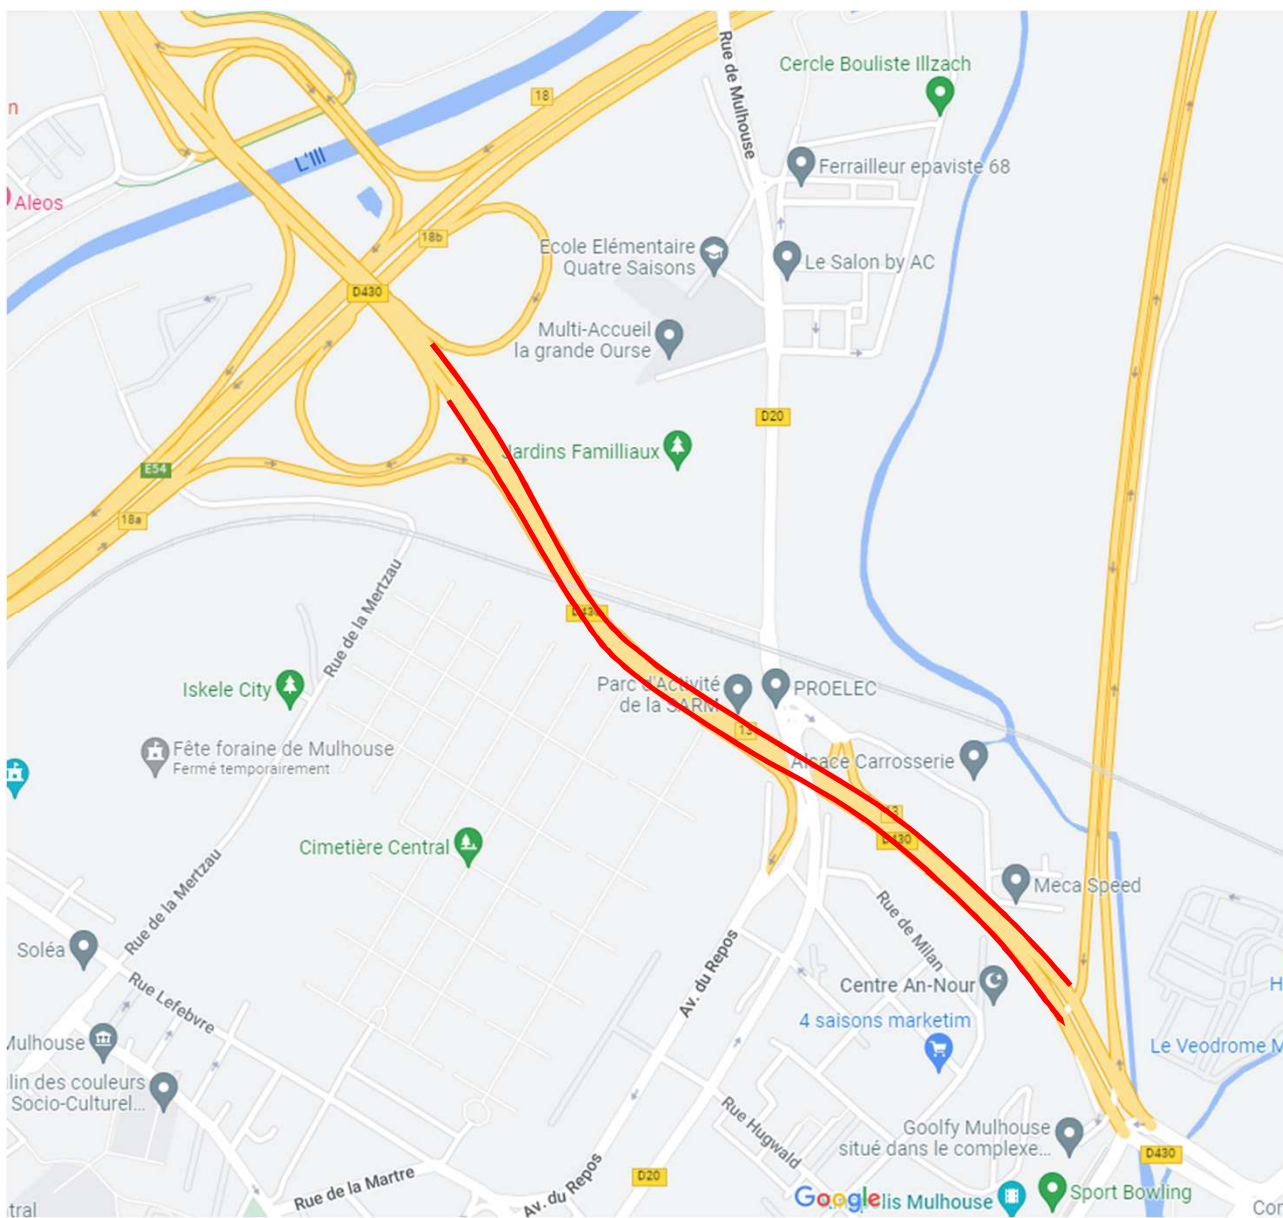 18
Cercle Bouliste Illzach
Rue de Mulhouse
n
L'Ill
Ferrailleur epaviste 68
Aleos
18b
Ecole Elémentaire
Quatre Saisons
Le Salon by AC
D430
Multi-Accueil
la grande Ourse
D20
Jardins Familliaux
E54
18a
Rue de la Mertzau
D430
Iskele City
Parc d'Activité
de la SARM
PROELEC
13
Fête foraine de Mulhouse
Fermé temporairement
Alsace Carrosserie
13
D430
Cimetière Central
Meca Speed
Rue de la Mertzau
Rue de Milan
Soléa
Av. du Repos
Centre An-Nour
Rue Lefebvre
4 saisons marketim
H
Mulhouse
Le Veodrome M
lin des couleurs
Socio-Culturel...
Rue Hugwald
Goolfy Mulhouse
situé dans le complexe...
D430
Rue de la Martre
Av. du Repos
D20
Google
lis Mulhouse
Sport Bowling
tral
Cor